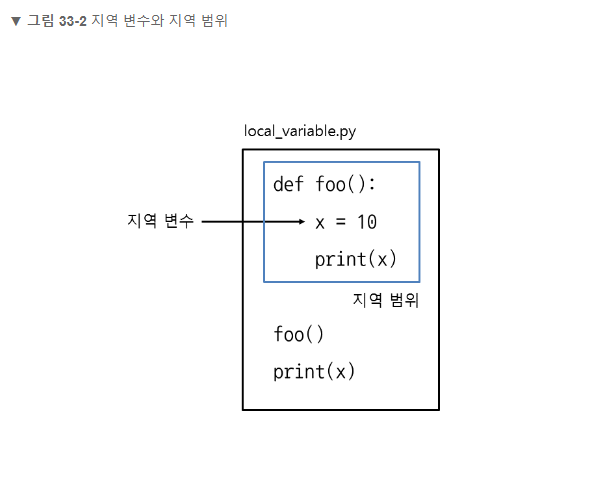 ▼ 그림 33-2 지역 변수와 지역 범위
local_variable.py
def foo():
지역 변수
x = 10
print(x)
지역 범위
foo()
print(x)